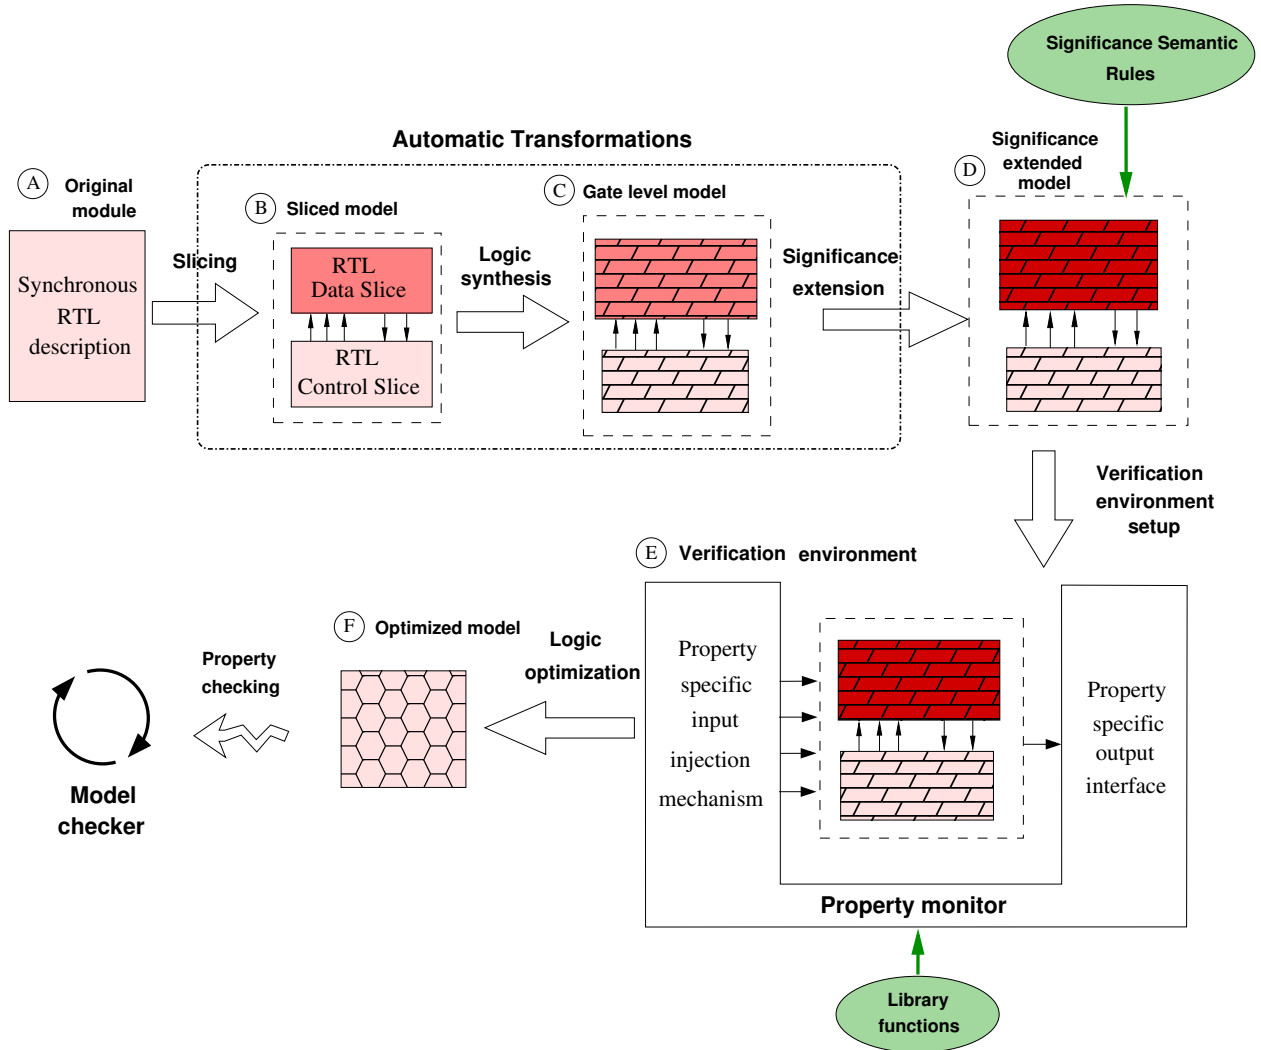 Significance Semantic
Rules
Automatic Transformations
A
Original
module
Synchronous
RTL
description
Slicing
B
Sliced model
RTL
Data Slice
RTL
Control Slice
Logic
synthesis
C
Gate level model
Significance
extension
D
Significance
extended
model
Verification
environment
setup
E
Verification environment
Property
specific
input
injection
mechanism
Property
specific
output
interface
Property monitor
Library
functions
Logic
optimization
F
Optimized model
Property
checking
Model
checker